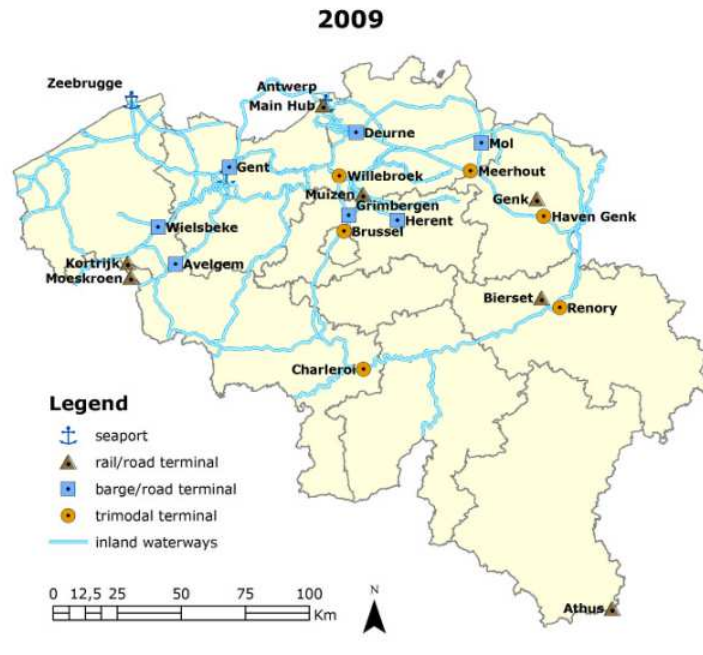 2009
Zeebrugge
Antwerp
Main Hub
Deurne
Mol
Gent
Willebroek
Meerhout
Muizen
Genk
Grimbergen
Haven Genk
Herent
Wielsbeke
Brussel
Kortrijk
Avelgem
Moeskroen
Bierset
Renory
Charleroi
Legend
seaport
rail/road terminal
barge/road terminal
trimodal terminal
inland waterways
0 12,5 25 50 75 100
Km
N
Athus